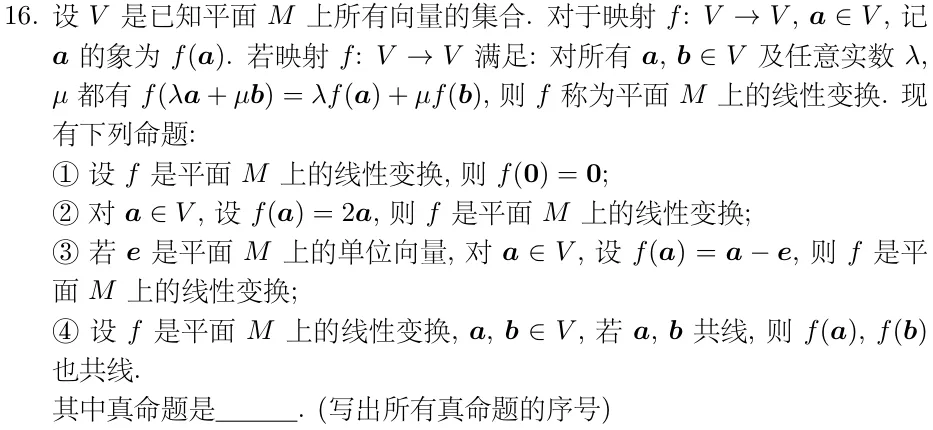 16. 设 V 是已知平面 M 上所有向量的集合. 对于映射 f: V → V, a ∈ V, 记
a 的象为 f(a). 若映射 f: V → V 满足: 对所有 a, b ∈ V 及任意实数 λ,
μ 都有 f(λa + μb) = λf(a) + μf(b), 则 f 称为平面 M 上的线性变换. 现
有下列命题:
① 设 f 是平面 M 上的线性变换, 则 f(0) = 0;
② 对 a ∈ V, 设 f(a) = 2a, 则 f 是平面 M 上的线性变换;
③ 若 e 是平面 M 上的单位向量, 对 a ∈ V, 设 f(a) = a − e, 则 f 是平
面 M 上的线性变换;
④ 设 f 是平面 M 上的线性变换, a, b ∈ V, 若 a, b 共线, 则 f(a), f(b)
也共线.
其中真命题是______. (写出所有真命题的序号)